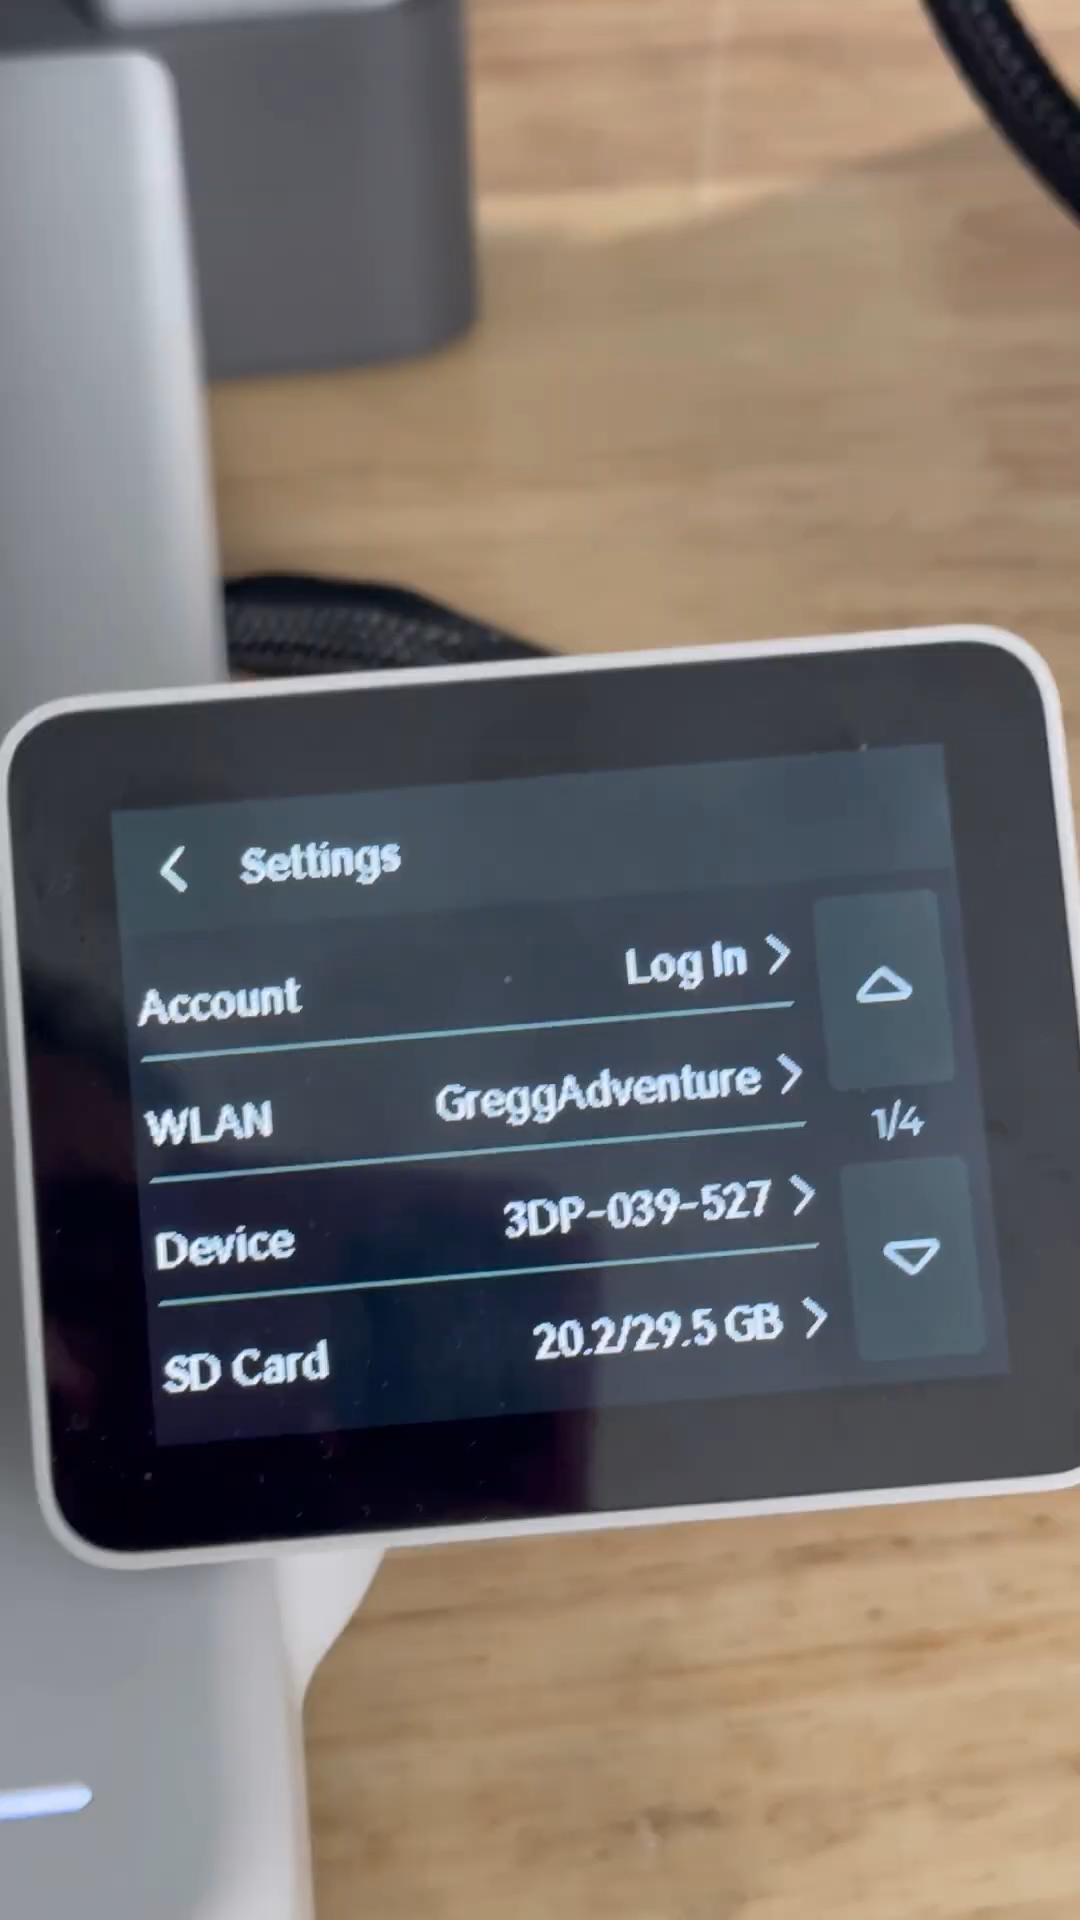 Settings
Account Log In
WLAN GreggAdventure
Device 3DP-039-527
SD Card 20.2/29.5 GB
1/4